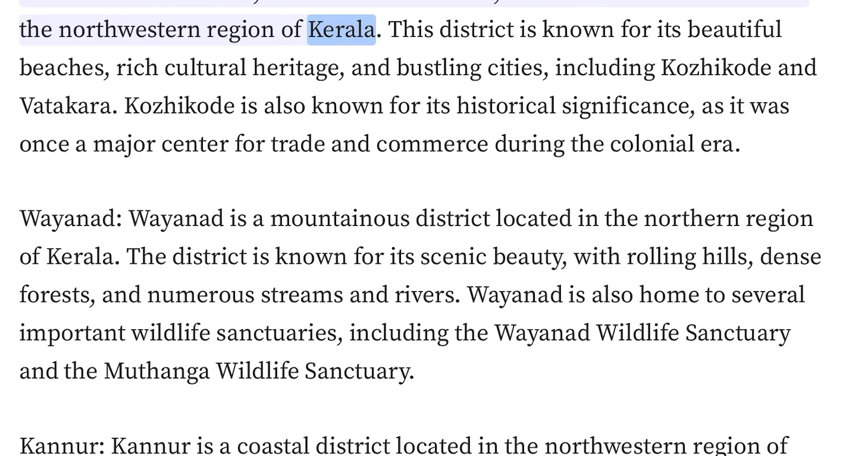 the northwestern region of Kerala. This district is known for its beautiful
beaches, rich cultural heritage, and bustling cities, including Kozhikode and
Vatakara. Kozhikode is also known for its historical significance, as it was
once a major center for trade and commerce during the colonial era.
Wayanad: Wayanad is a mountainous district located in the northern region
of Kerala. The district is known for its scenic beauty, with rolling hills, dense
forests, and numerous streams and rivers. Wayanad is also home to several
important wildlife sanctuaries, including the Wayanad Wildlife Sanctuary
and the Muthanga Wildlife Sanctuary.
Kannur: Kannur is a coastal district located in the northwestern region of